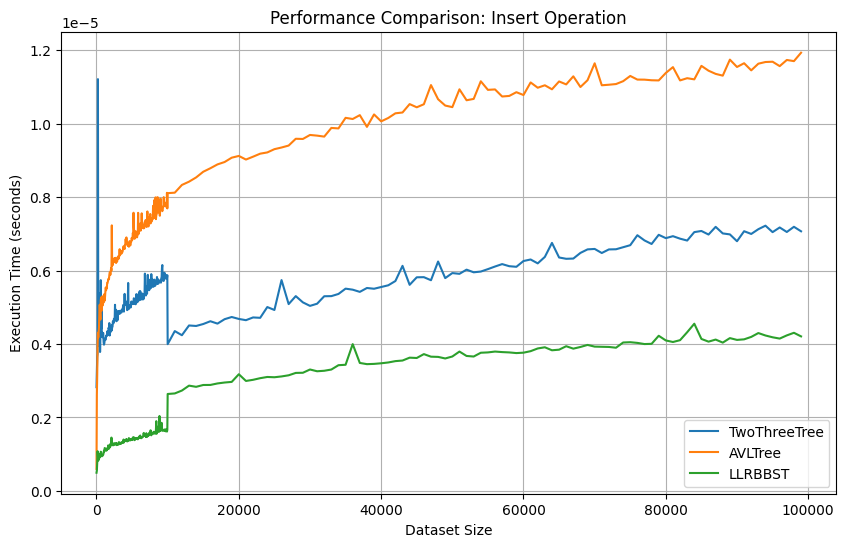 Performance Comparison: Insert Operation
1e−5
1.2
1.0
0.8
0.6
0.4
0.2
0.0
Execution Time (seconds)
0
20000
40000
60000
80000
100000
Dataset Size
TwoThreeTree
AVLTree
LLRBBST